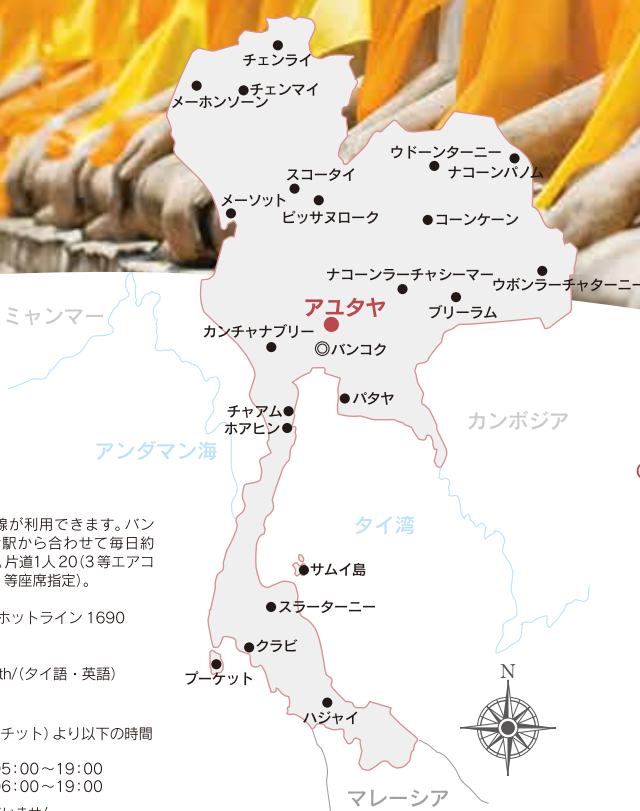 チェンライ
メーホンソーン
チェンマイ
ウドーンターニー
ナコーンパノム
スコータイ
メーソット
ピッサヌローク
コーンケーン
ナコーンラーチャシーマー
ウボンラーチャターニー
ブリーラム
アユタヤ
ミャンマー
カンチャナブリー
バンコク
パタヤ
チャアム
ホアヒン
カンボジア
アンダマン海
タイ湾
線が利用できます。バン
駅から合わせて毎日約
片道1人20(3等エアコ
等座席指定)。
サムイ島
スラーターニー
ホットライン 1690
クラビ
th/(タイ語・英語)
プーケット
N
ハジャイ
チット)より以下の時間
05:00〜19:00
06:00〜19:00
マレーシア